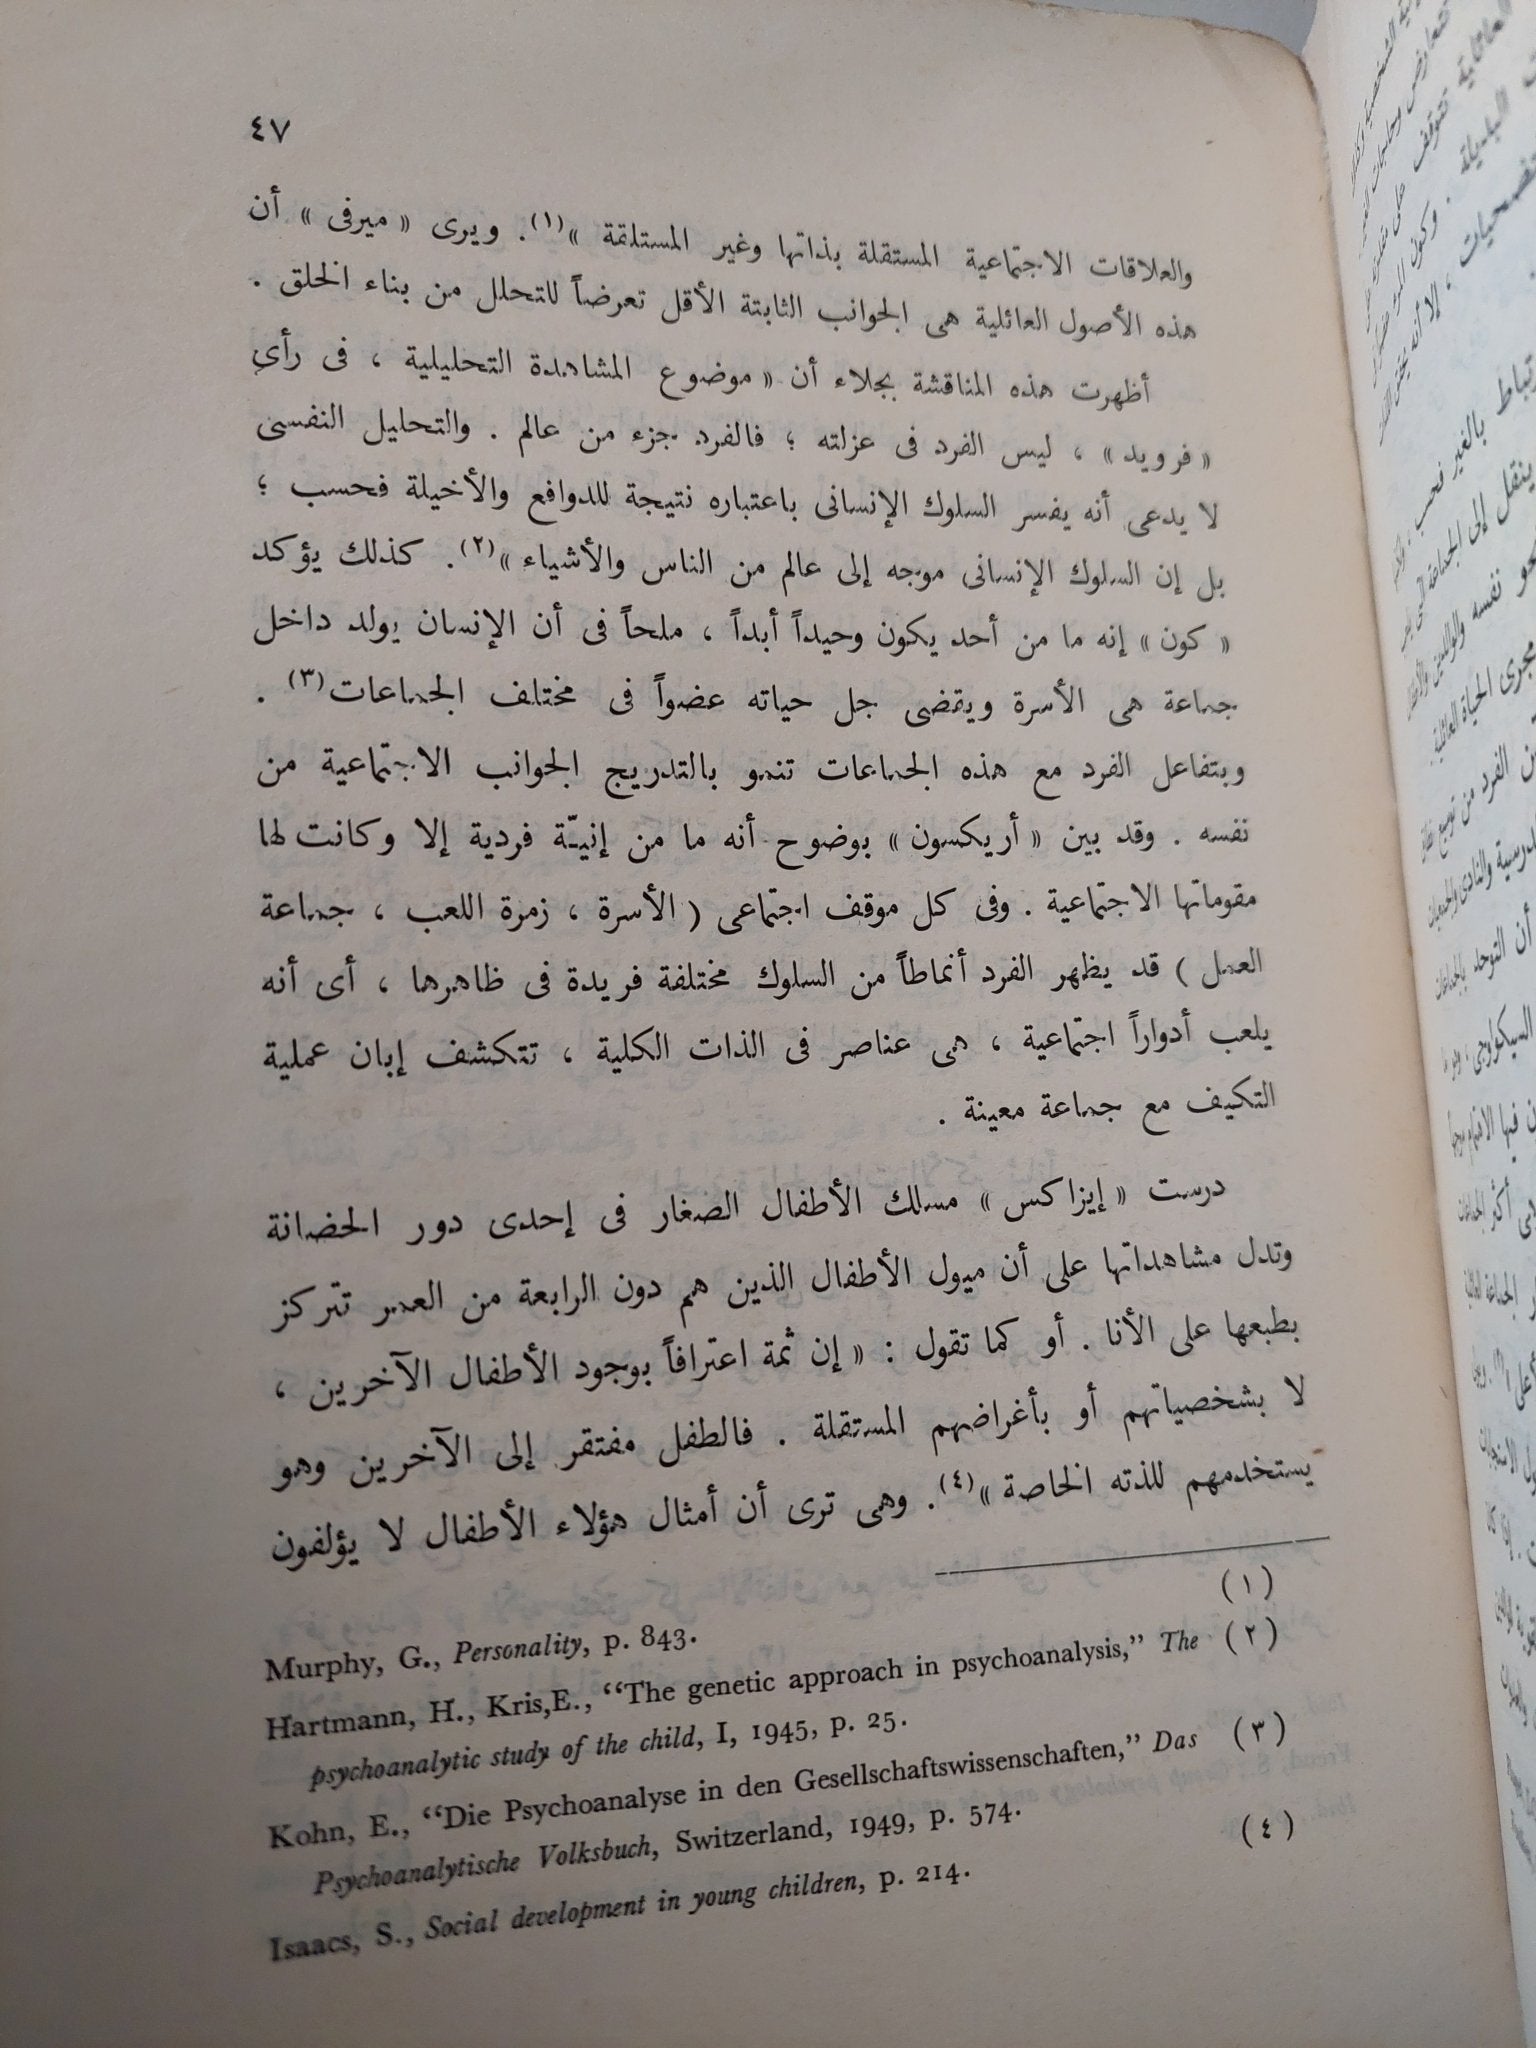 ٤٧
والعلاقات الاجتماعية المستقلة بذاتها وغير المستلقة »(١). ويرى « ميرفى » أن
هذه الأصول العائلية هى الجوانب الثابتة الأقل تعرضاً للتحلل من بناء الخلق .
أظهرت هذه المناقشة بجلاء أن « موضوع المشاهدة التحليلية ، فى رأى
« فرويد » ، ليس الفرد فى عزلته ؛ فالفرد جزء من عالم . والتحليل النفسى
لا يدعى أنه يفسر السلوك الإنسانى باعتباره نتيجة للدوافع والأخيلة فحسب ؛
بل إن السلوك الإنسانى موجه إلى عالم من الناس والأشياء »(٢). كذلك يؤكد
« كون » إنه ما من أحد يكون وحيداً أبداً ، ملحاً فى أن الإنسان يولد داخل
جماعة هى الأسرة ويقضى جل حياته عضواً فى مختلف الجماعات(٣) .
وبتفاعل الفرد مع هذه الجماعات تنمو بالتدريج الجوانب الاجتماعية من
نفسه . وقد بين « أريكسون » بوضوح أنه ما من إنيّة فردية إلا وكانت لها
مقوماتها الاجتماعية . وفى كل موقف اجتماعى ( الأسرة ، زمرة اللعب ، جماعة
العمل ) قد يظهر الفرد أنماطاً من السلوك مختلفة فريدة فى ظاهرها ، أى أنه
يلعب أدواراً اجتماعية ، هى عناصر فى الذات الكلية ، تتكشف إبان عملية
التكيف مع جماعة معينة .
درست « إيزاكس » مسلك الأطفال الصغار فى إحدى دور الحضانة
وتدل مشاهداتها على أن ميول الأطفال الذين هم دون الرابعة من العمر تتركز
بطبعها على الأنا . أو كما تقول : « إن ثمة اعترافاً بوجود الأطفال الآخرين ،
لا بشخصياتهم أو بأغراضهم المستقلة . فالطفل مفتقر إلى الآخرين وهو
يستخدمهم للذته الخاصة »(٤). وهى ترى أن أمثال هؤلاء الأطفال لا يؤلفون
(١)
Murphy, G., Personality, p. 843.
Hartmann, H., Kris,E., “The genetic approach in psychoanalysis,” The (٢)
psychoanalytic study of the child, I, 1945, p. 25.
Kohn, E., “Die Psychoanalyse in den Gesellschaftswissenschaften,” Das (٣)
Psychoanalytische Volksbuch, Switzerland, 1949, p. 574.
Isaacs, S., Social development in young children, p. 214. (٤)